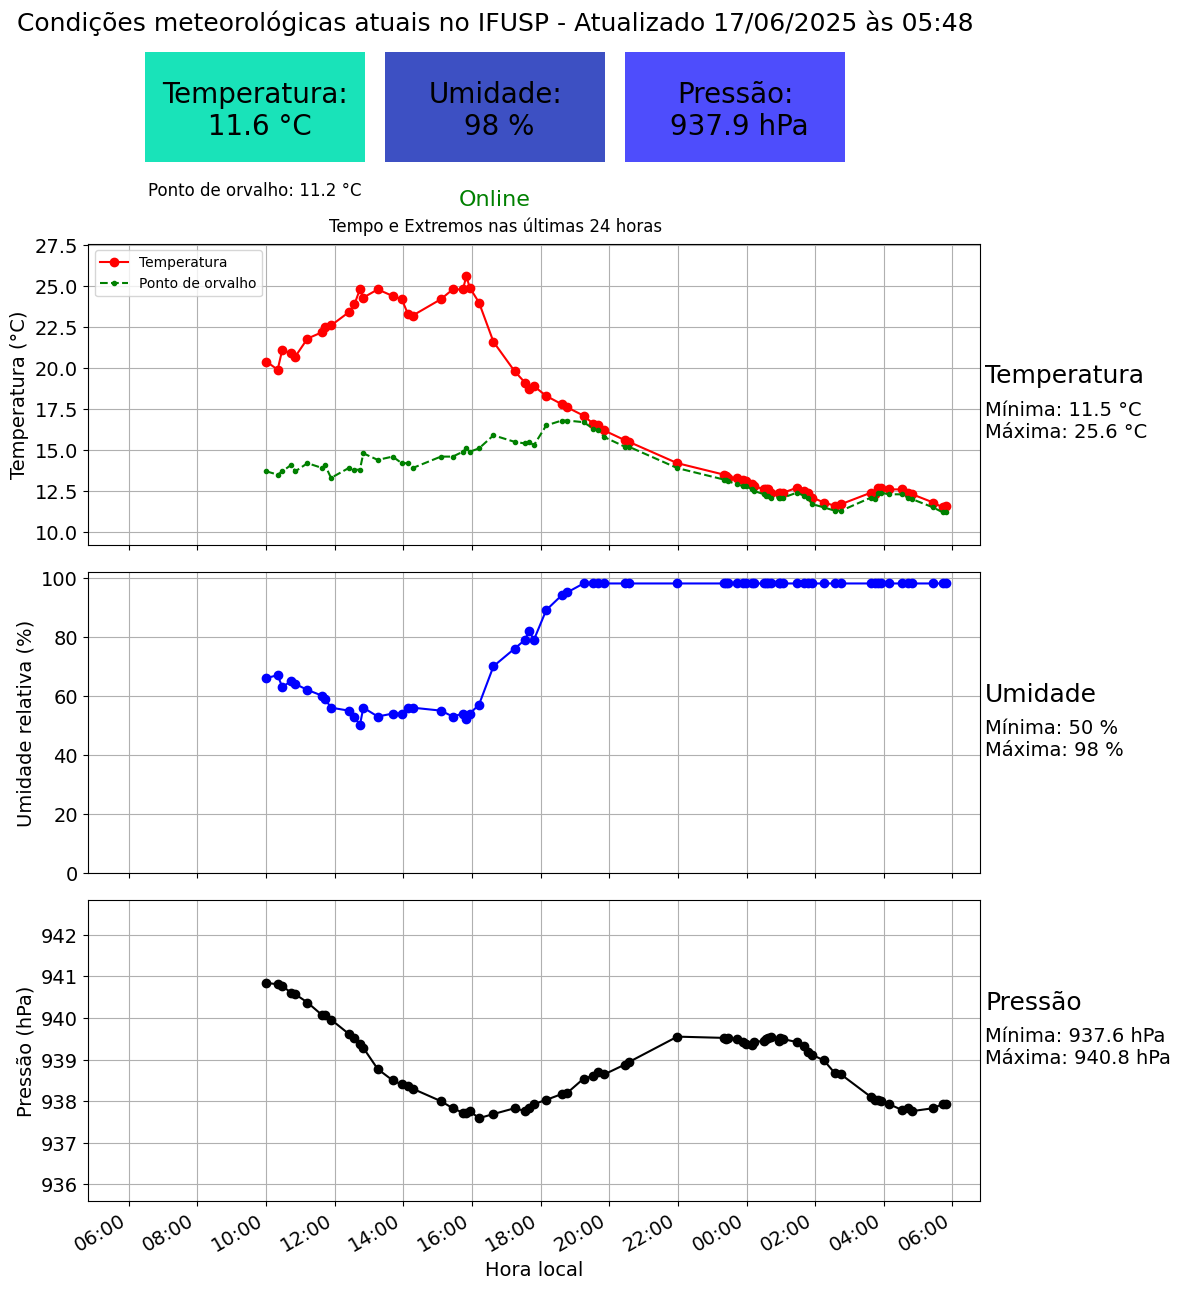 Condições meteorológicas atuais no IFUSP - Atualizado 17/06/2025 às 05:48
Temperatura:
11.6 °C
Umidade:
98 %
Pressão:
937.9 hPa
Ponto de orvalho: 11.2 °C
Online
Tempo e Extremos nas últimas 24 horas
Temperatura (°C)
27.5
25.0
22.5
20.0
17.5
15.0
12.5
10.0
Temperatura
Ponto de orvalho
Temperatura
Mínima: 11.5 °C
Máxima: 25.6 °C
Umidade relativa (%)
100
80
60
40
20
0
Umidade
Mínima: 50 %
Máxima: 98 %
Pressão (hPa)
942
941
940
939
938
937
936
Pressão
Mínima: 937.6 hPa
Máxima: 940.8 hPa
06:00
08:00
10:00
12:00
14:00
16:00
18:00
20:00
22:00
00:00
02:00
04:00
06:00
Hora local